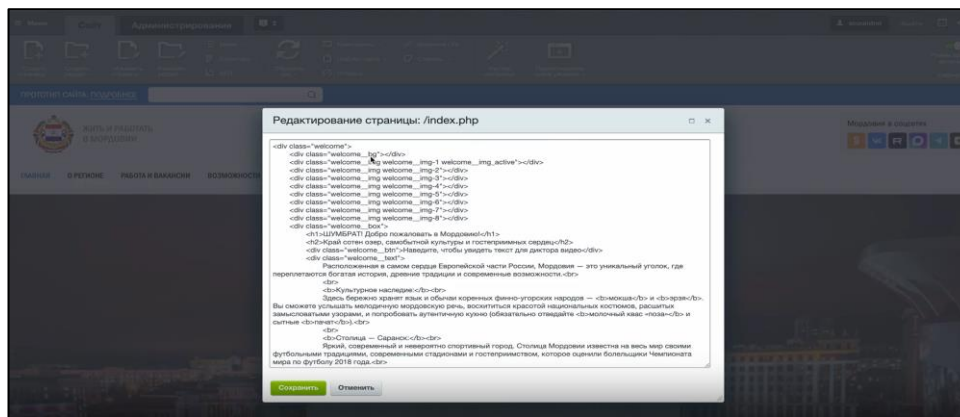 Меню
Сайт
Администрирование
ПРОТОТИП САЙТА. ПОДРОБНЕЕ
ЖИТЬ И РАБОТАТЬ
В МОРДОВИИ
Мордовия в соцсетях
ГЛАВНАЯ О РЕГИОНЕ РАБОТА И ВАКАНСИИ ВОЗМОЖНОСТИ
Редактирование страницы: /index.php
<div class="welcome">
<div class="welcome__bg"></div>
<div class="welcome__img welcome__img-1 welcome__img_active"></div>
<div class="welcome__img welcome__img-2"></div>
<div class="welcome__img welcome__img-3"></div>
<div class="welcome__img welcome__img-4"></div>
<div class="welcome__img welcome__img-5"></div>
<div class="welcome__img welcome__img-6"></div>
<div class="welcome__img welcome__img-7"></div>
<div class="welcome__img welcome__img-8"></div>
<div class="welcome__box">
<h1>ШУМБРАТ! Добро пожаловать в Мордовию!</h1>
<h2>Край сотен озер, самобытной культуры и гостеприимных сердец</h2>
<div class="welcome__btn">Наведите, чтобы увидеть текст для диктора видео</div>
<div class="welcome__text">
Расположенная в самом сердце Европейской части России, Мордовия — это уникальный уголок, где
переплетаются богатая история, древние традиции и современные возможности.<br>
<br>
<b>Культурное наследие:</b><br>
Здесь бережно хранят язык и обычаи коренных финно-угорских народов — <b>мокша</b> и <b>эрзя</b>.
Вы сможете услышать мелодичную мордовскую речь, восхититься красотой национальных костюмов, расшитых
замысловатыми узорами, и попробовать аутентичную кухню (обязательно отведайте <b>молочный квас «поза»</b> и
сытные <b>пачат</b>).<br>
<br>
<b>Столица — Саранск:</b><br>
Яркий, современный и невероятно спортивный город. Столица Мордовии известна на весь мир своими
футбольными традициями, современными стадионами и гостеприимством, которое оценили болельщики Чемпионата
мира по футболу 2018 года.<br>
Сохранить Отменить